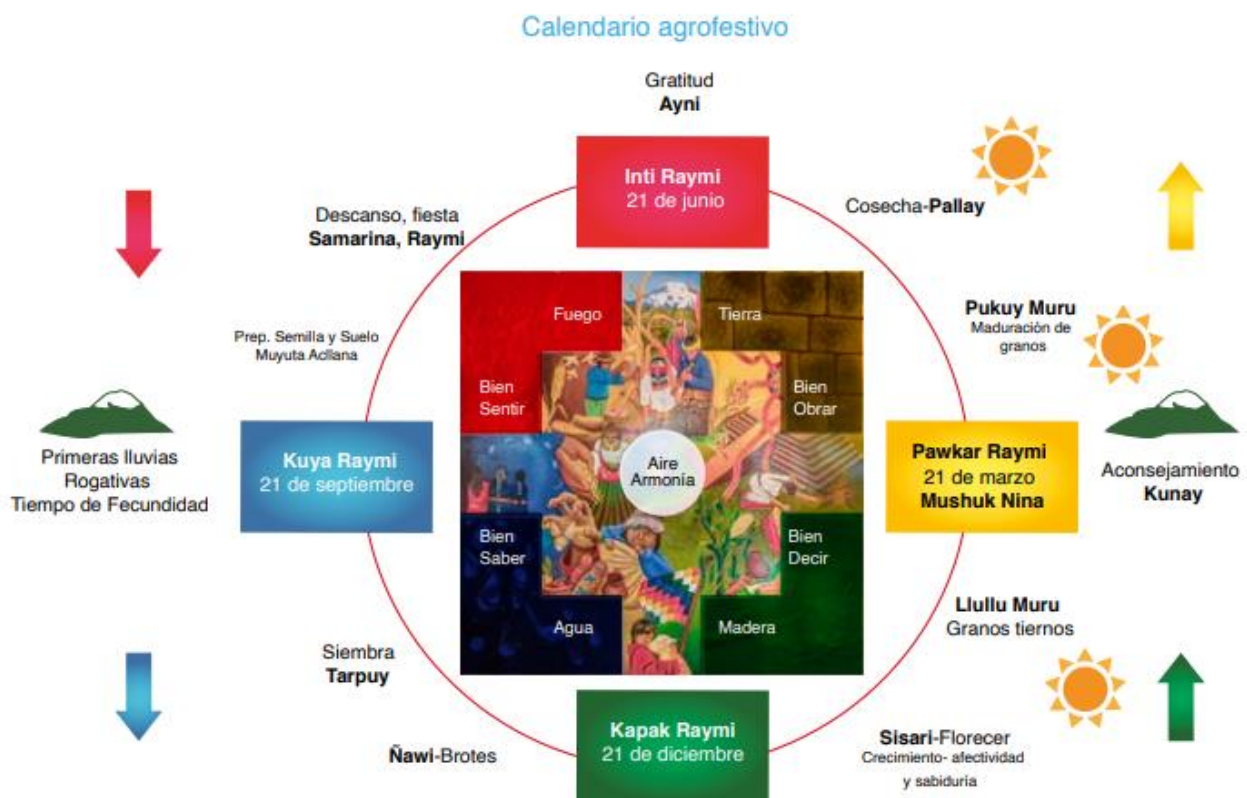 Calendario agrofestivo
Gratitud
Ayni
Inti Raymi
21 de junio
Cosecha-Pallay
Descanso, fiesta
Samarina, Raymi
Fuego
Tierra
Pukuy Muru
Maduración de
granos
Prep. Semilla y Suelo
Muyuta Acllana
Bien
Sentir
Bien
Obrar
Primeras lluvias
Rogativas
Tiempo de Fecundidad
Kuya Raymi
21 de septiembre
Aire
Armonía
Pawkar Raymi
21 de marzo
Mushuk Nina
Aconsejamiento
Kunay
Bien
Saber
Bien
Decir
Llullu Muru
Granos tiernos
Agua
Madera
Siembra
Tarpuy
Ñawi-Brotes
Kapak Raymi
21 de diciembre
Sisari-Florecer
Crecimiento- afectividad
y sabiduría